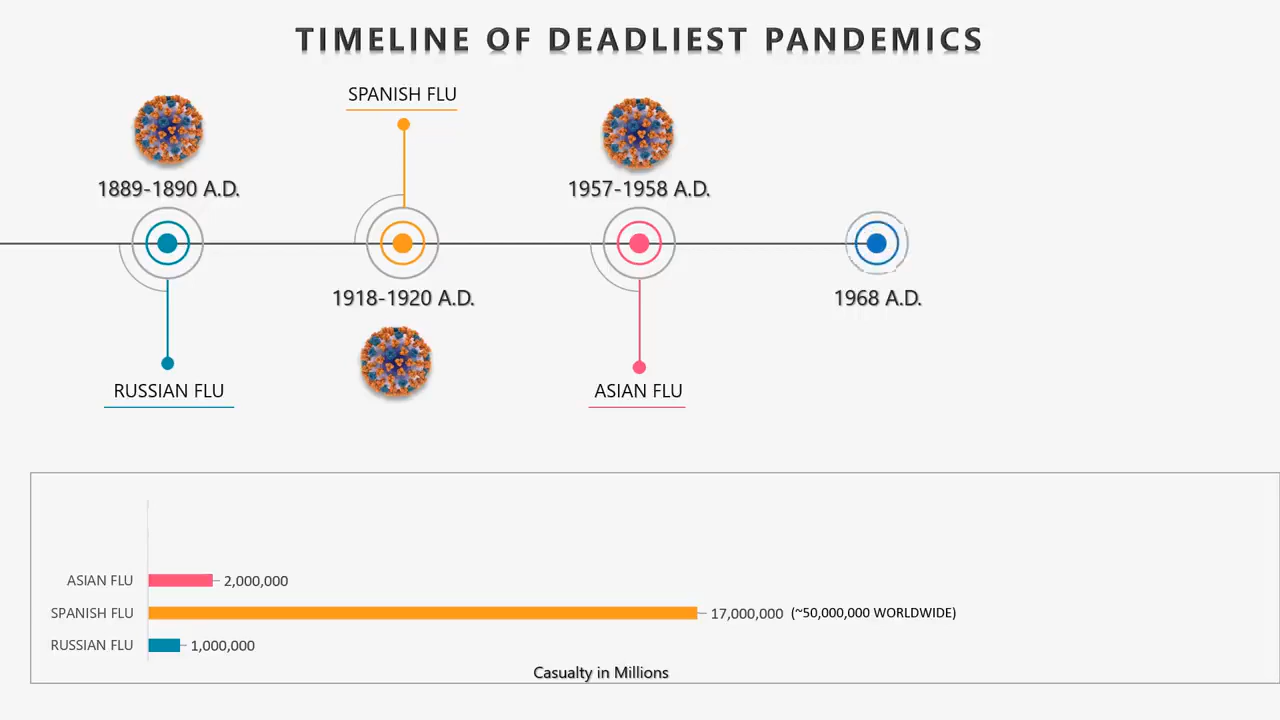 TIMELINE OF DEADLIEST PANDEMICS
SPANISH FLU
1889-1890 A.D.
1957-1958 A.D.
1918-1920 A.D.
1968 A.D.
RUSSIAN FLU
ASIAN FLU
ASIAN FLU 2,000,000
SPANISH FLU 17,000,000 (~50,000,000 WORLDWIDE)
RUSSIAN FLU 1,000,000
Casualty in Millions